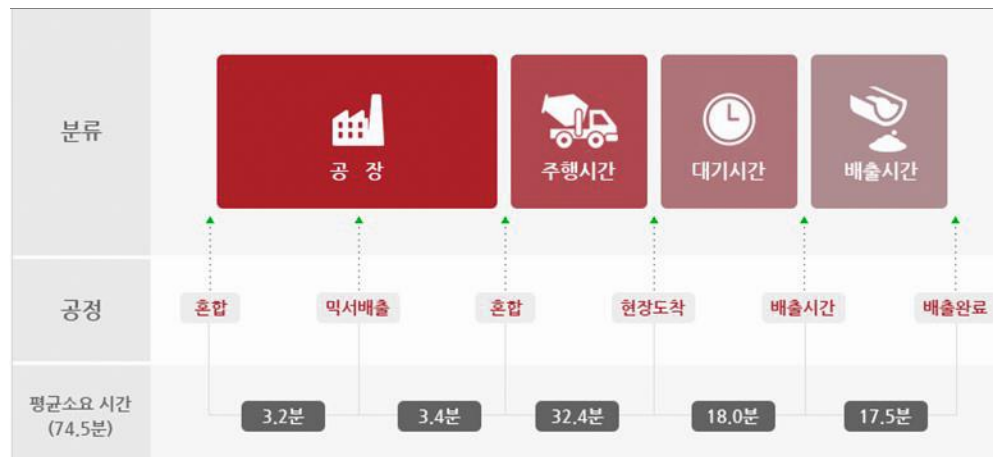 분류
공 장
주행시간
대기시간
배출시간
공정
혼합
믹서배출
혼합
현장도착
배출시간
배출완료
평균소요 시간
(74.5분)
3.2분
3.4분
32.4분
18.0분
17.5분